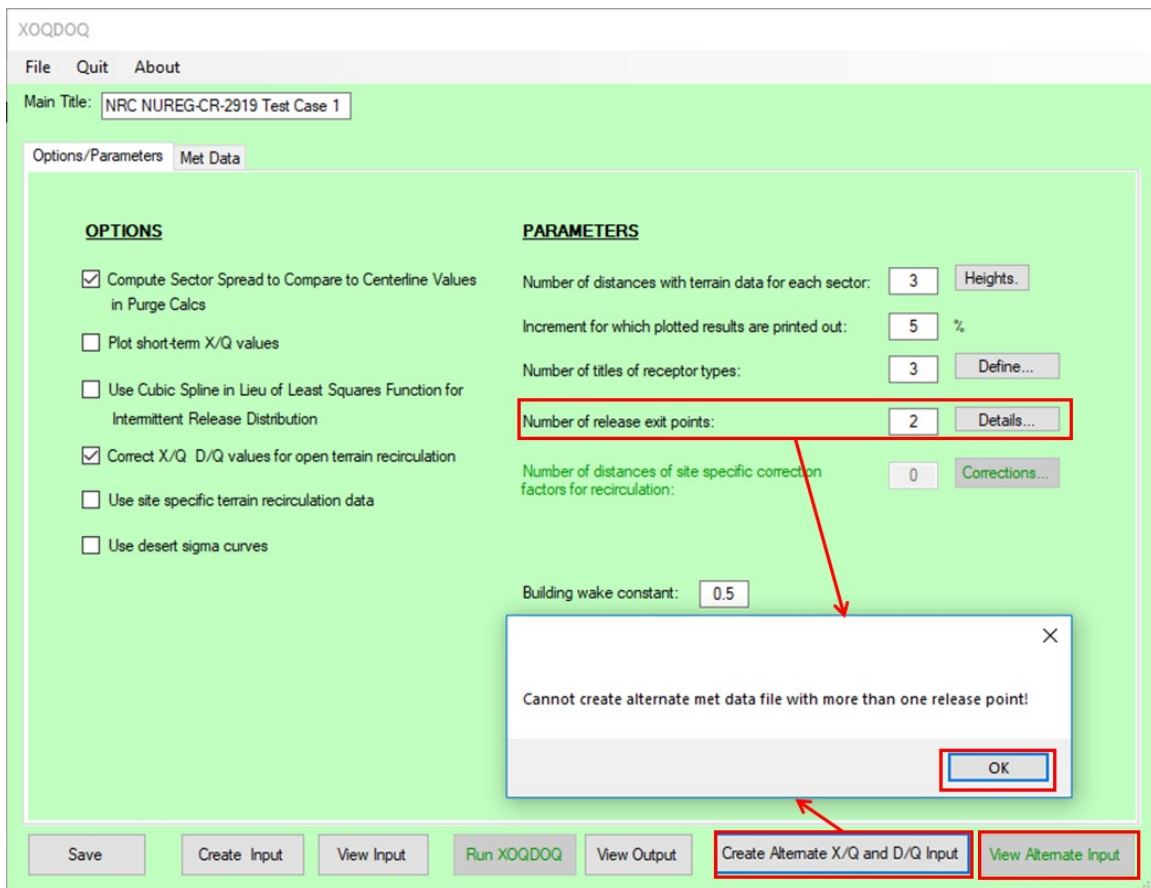 XOQDOQ
File Quit About
Main Title: NRC NUREG-CR-2919 Test Case 1
Options/Parameters Met Data
OPTIONS
Compute Sector Spread to Compare to Centerline Values
in Purge Calcs
Plot short-term X/Q values
Use Cubic Spline in Lieu of Least Squares Function for
Intermittent Release Distribution
Correct X/Q D/Q values for open terrain recirculation
Use site specific terrain recirculation data
Use desert sigma curves
PARAMETERS
Number of distances with terrain data for each sector: 3 Heights.
Increment for which plotted results are printed out: 5 %
Number of titles of receptor types: 3 Define...
Number of release exit points: 2 Details...
Number of distances of site specific correction
factors for recirculation: 0 Corrections...
Building wake constant: 0.5
Cannot create alternate met data file with more than one release point!
OK
Save Create Input View Input Run XOQDOQ View Output Create Alternate X/Q and D/Q Input View Alternate Input